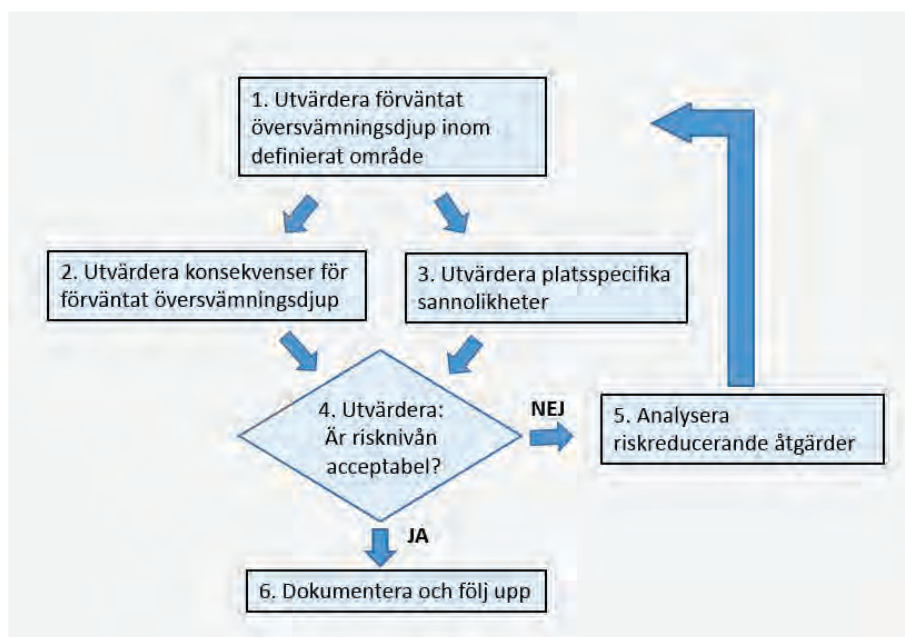 1. Utvärdera förväntat
översvämningsdjup inom
definierat område
2. Utvärdera konsekvenser för
förväntat översvämningsdjup
3. Utvärdera platsspecifika
sannolikheter
4. Utvärdera:
Är risknivån
acceptabel?
NEJ
5. Analysera
riskreducerande åtgärder
JA
6. Dokumentera och följ upp